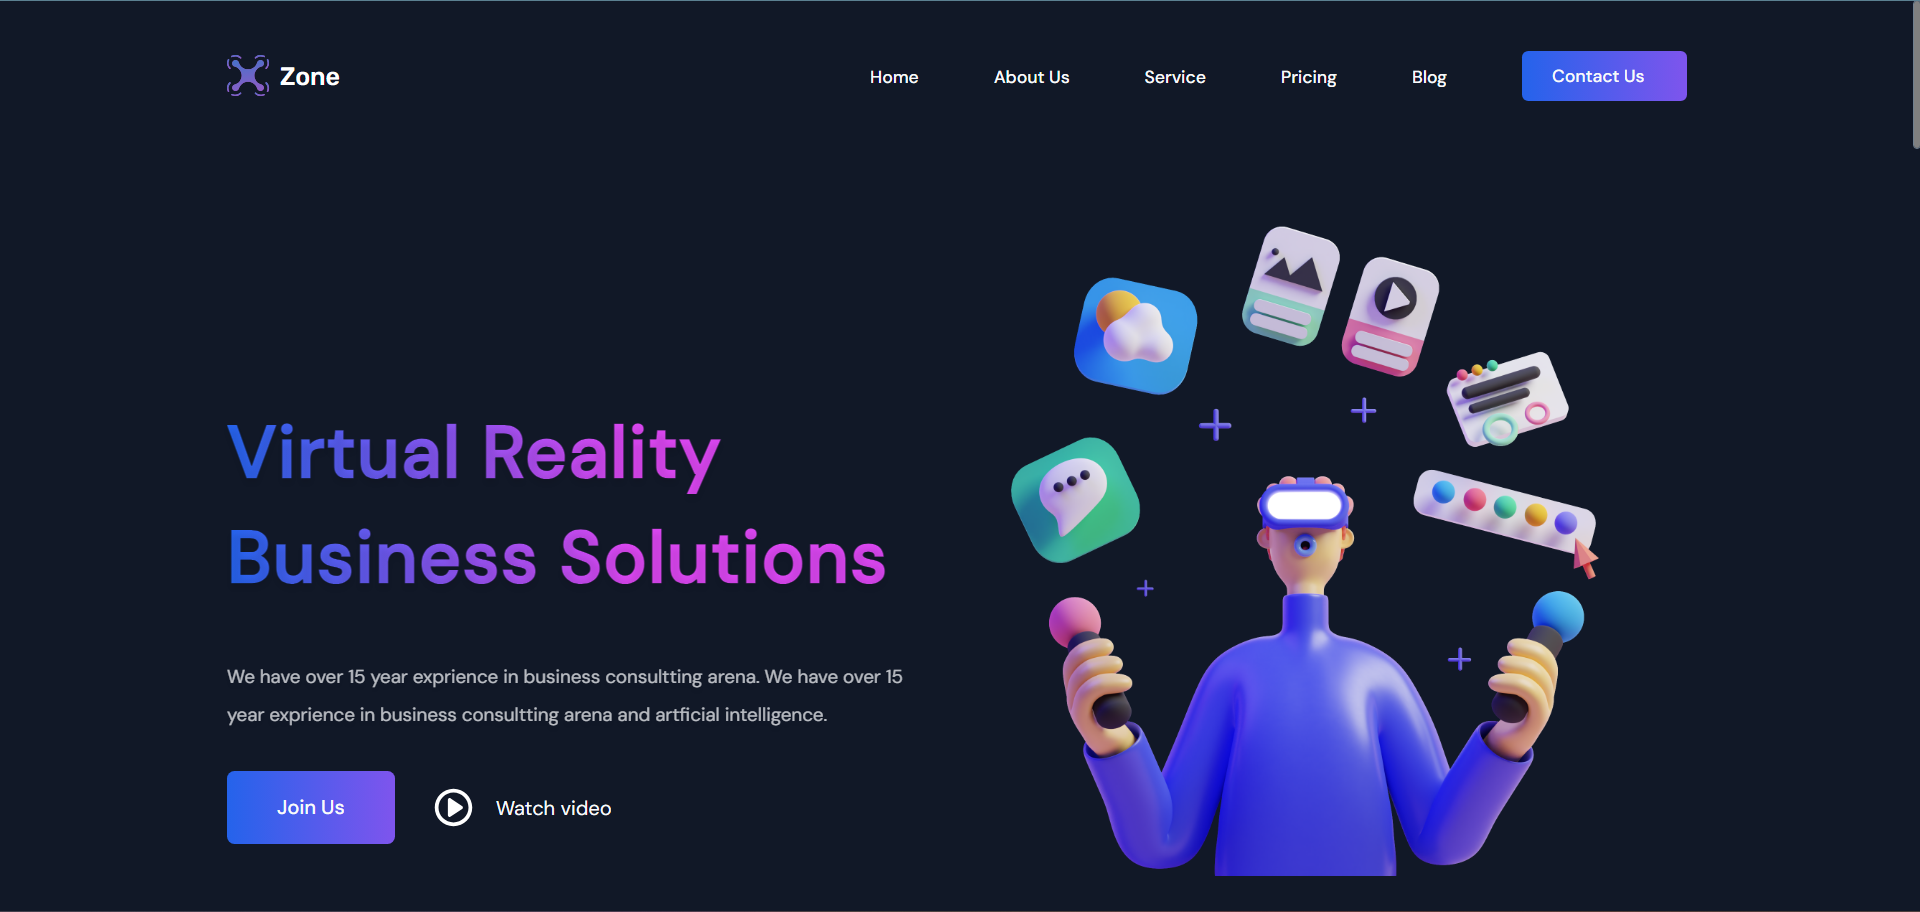 Zone
Home
About Us
Service
Pricing
Blog
Contact Us
Virtual Reality
Business Solutions
We have over 15 year exprience in business consultting arena. We have over 15
year exprience in business consultting arena and artficial intelligence.
Join Us
Watch video